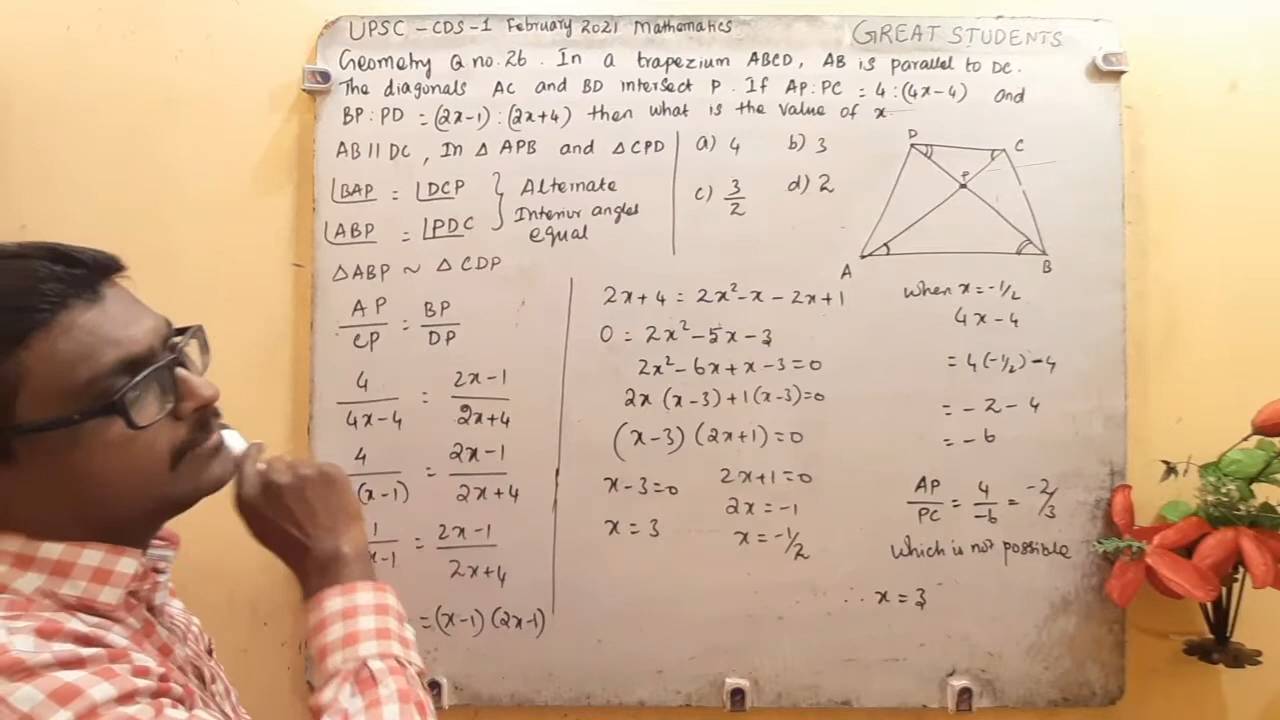 UPSC - CDS - 1 February 2021 Mathematics
GREAT STUDENTS
Geometry Q no. 26. In a trapezium ABCD, AB is parallel to DC.
The diagonals AC and BD intersect P. If AP:PC = 4:(4x-4) and
BP:PD = (2x-1):(2x+4) then what is the value of x
AB || DC, In △ APB and △CPD
∠BAP = ∠DCP
∠ABP = ∠PDC
} Alternate
Interior angles
equal
△ABP ~ △CDP
AP/CP = BP/DP
4/(4x-4) = (2x-1)/(2x+4)
4/(x-1) = (2x-1)/(2x+4)
1/x-1 = (2x-1)/(2x+4)
= (x-1)(2x-1)
a) 4
b) 3
c) 3/2
d) 2
D
C
P
A
B
2x+4 = 2x²-x-2x+1
0 = 2x²-5x-3
2x²-6x+x-3=0
2x(x-3)+1(x-3)=0
(x-3)(2x+1)=0
x-3=0
x = 3
2x+1=0
2x = -1
x = -1/2
when x = -1/2
4x-4
= 4(-1/2)-4
= -2-4
= -6
AP/PC = 4/-6 = -2/3
which is not possible
∴ x = 3